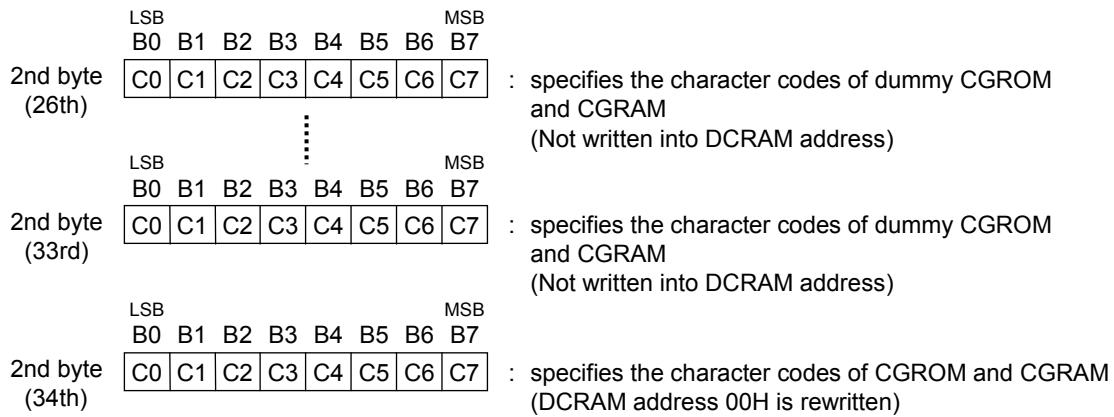 LSB MSB
B0 B1 B2 B3 B4 B5 B6 B7
2nd byte C0 C1 C2 C3 C4 C5 C6 C7 : specifies the character codes of dummy CGROM
(26th) and CGRAM
(Not written into DCRAM address)
LSB MSB
B0 B1 B2 B3 B4 B5 B6 B7
2nd byte C0 C1 C2 C3 C4 C5 C6 C7 : specifies the character codes of dummy CGROM
(33rd) and CGRAM
(Not written into DCRAM address)
LSB MSB
B0 B1 B2 B3 B4 B5 B6 B7
2nd byte C0 C1 C2 C3 C4 C5 C6 C7 : specifies the character codes of CGROM and CGRAM
(34th) (DCRAM address 00H is rewritten)